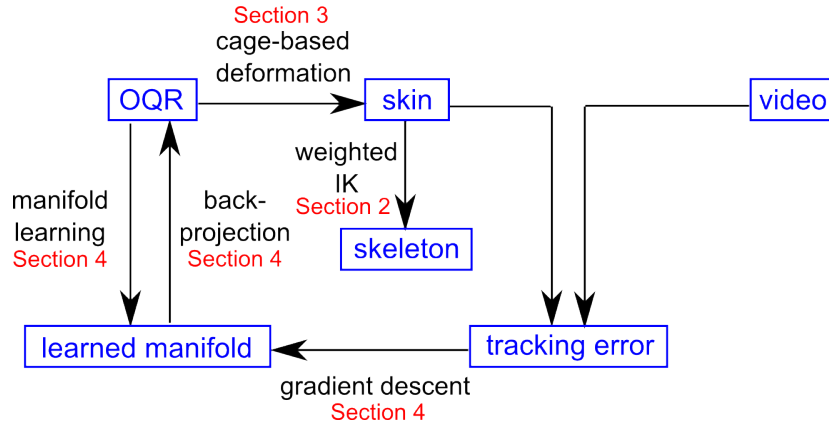 Section 3
cage-based
deformation
OQR
skin
video
weighted
IK
Section 2
manifold
learning
Section 4
back-
projection
Section 4
skeleton
learned manifold
tracking error
gradient descent
Section 4